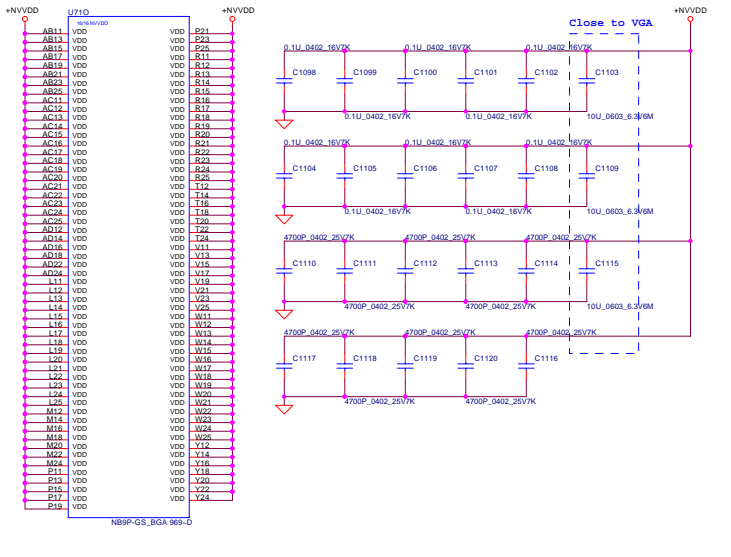 +NVVDD +NVVDD +NVVDD
U71O
16/16 NVVDD
Close to VGA
AB11 VDD VDD P21
AB13 VDD VDD P23
AB15 VDD VDD P25
AB17 VDD VDD R11
AB19 VDD VDD R12
AB21 VDD VDD R13
AB23 VDD VDD R14
AB25 VDD VDD R15
AC11 VDD VDD R16
AC12 VDD VDD R17
AC13 VDD VDD R18
AC14 VDD VDD R19
AC15 VDD VDD R20
AC16 VDD VDD R21
AC17 VDD VDD R22
AC18 VDD VDD R23
AC19 VDD VDD R24
AC20 VDD VDD R25
AC21 VDD VDD T12
AC22 VDD VDD T14
AC23 VDD VDD T16
AC24 VDD VDD T18
AC25 VDD VDD T20
AD12 VDD VDD T22
AD14 VDD VDD T24
AD16 VDD VDD V11
AD18 VDD VDD V13
AD22 VDD VDD V15
AD24 VDD VDD V17
L11 VDD VDD V19
L12 VDD VDD V21
L13 VDD VDD V23
L14 VDD VDD V25
L15 VDD VDD W11
L16 VDD VDD W12
L17 VDD VDD W13
L18 VDD VDD W14
L19 VDD VDD W15
L20 VDD VDD W16
L21 VDD VDD W17
L22 VDD VDD W18
L23 VDD VDD W19
L24 VDD VDD W20
L25 VDD VDD W21
M12 VDD VDD W22
M14 VDD VDD W23
M16 VDD VDD W24
M18 VDD VDD W25
M20 VDD VDD Y12
M22 VDD VDD Y14
M24 VDD VDD Y16
P11 VDD VDD Y18
P13 VDD VDD Y20
P15 VDD VDD Y22
P17 VDD VDD Y24
P19 VDD
NB9P-GS_BGA 969~D
0.1U_0402_16V7K 0.1U_0402_16V7K 0.1U_0402_16V7K
C1098 C1099 C1100 C1101 C1102 C1103
0.1U_0402_16V7K 0.1U_0402_16V7K 10U_0603_6.3V6M
0.1U_0402_16V7K 0.1U_0402_16V7K 0.1U_0402_16V7K
C1104 C1105 C1106 C1107 C1108 C1109
0.1U_0402_16V7K 0.1U_0402_16V7K 10U_0603_6.3V6M
4700P_0402_25V7K 4700P_0402_25V7K 4700P_0402_25V7K
C1110 C1111 C1112 C1113 C1114 C1115
4700P_0402_25V7K 4700P_0402_25V7K 10U_0603_6.3V6M
4700P_0402_25V7K 4700P_0402_25V7K 4700P_0402_25V7K
C1117 C1118 C1119 C1120 C1116
4700P_0402_25V7K 4700P_0402_25V7K